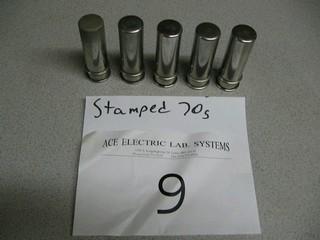 Stamped 70s
ACE ELECTRIC LAB. SYSTEMS
9